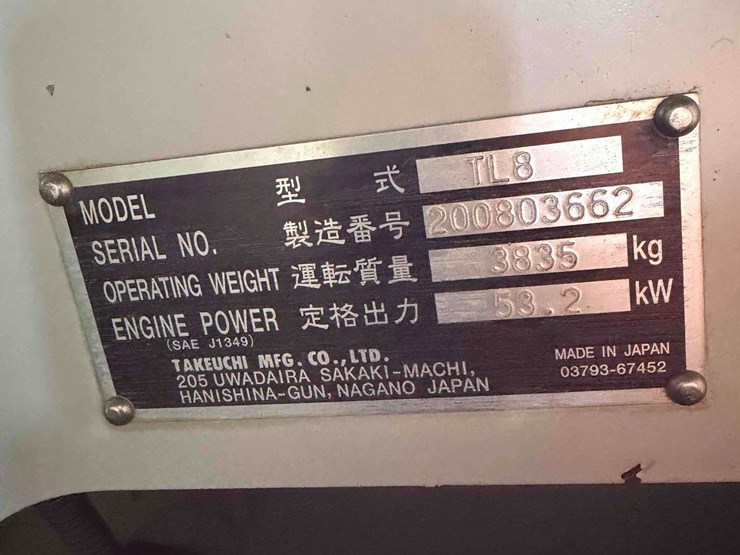 MODEL 型 式 TL8
SERIAL NO. 製造番号 200803662
OPERATING WEIGHT 運転質量 3835 kg
ENGINE POWER 定格出力 53.2 kW
(SAE J1349)
TAKEUCHI MFG. CO., LTD.
205 UWADAIRA SAKAKI-MACHI,
HANISHINA-GUN, NAGANO JAPAN
MADE IN JAPAN
03793-67452